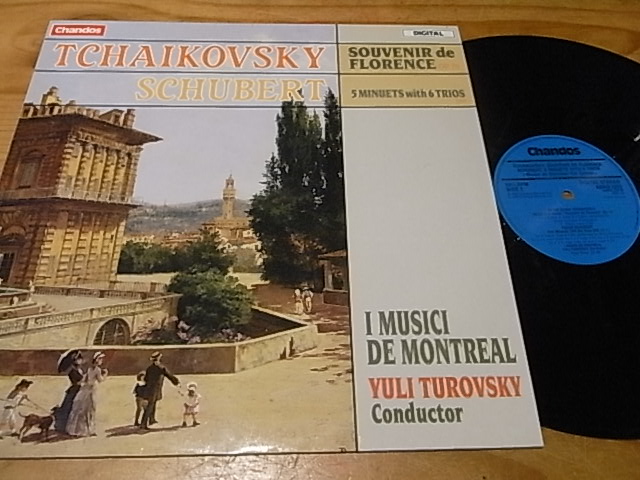 Chandos
DIGITAL
TCHAIKOVSKY
SCHUBERT
SOUVENIR de
FLORENCE
5 MINUETS with 6 TRIOS
I MUSICI
DE MONTREAL
YULI TUROVSKY
Conductor
Chandos